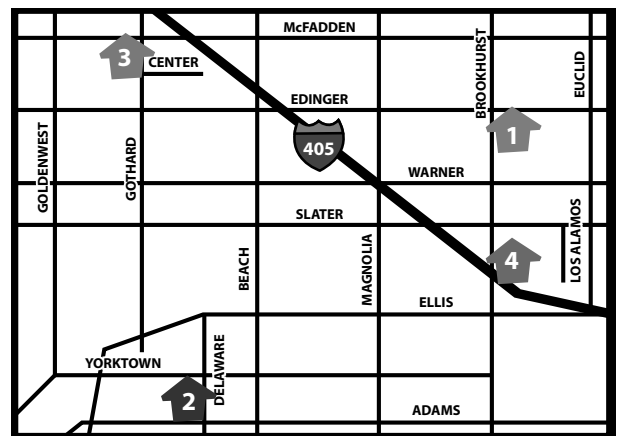 McFADDEN
3
CENTER
BROOKHURST
EUCLID
EDINGER
1
405
GOLDENWEST
GOTHARD
WARNER
SLATER
LOS ALAMOS
BEACH
MAGNOLIA
4
ELLIS
YORKTOWN
DELAWARE
2
ADAMS